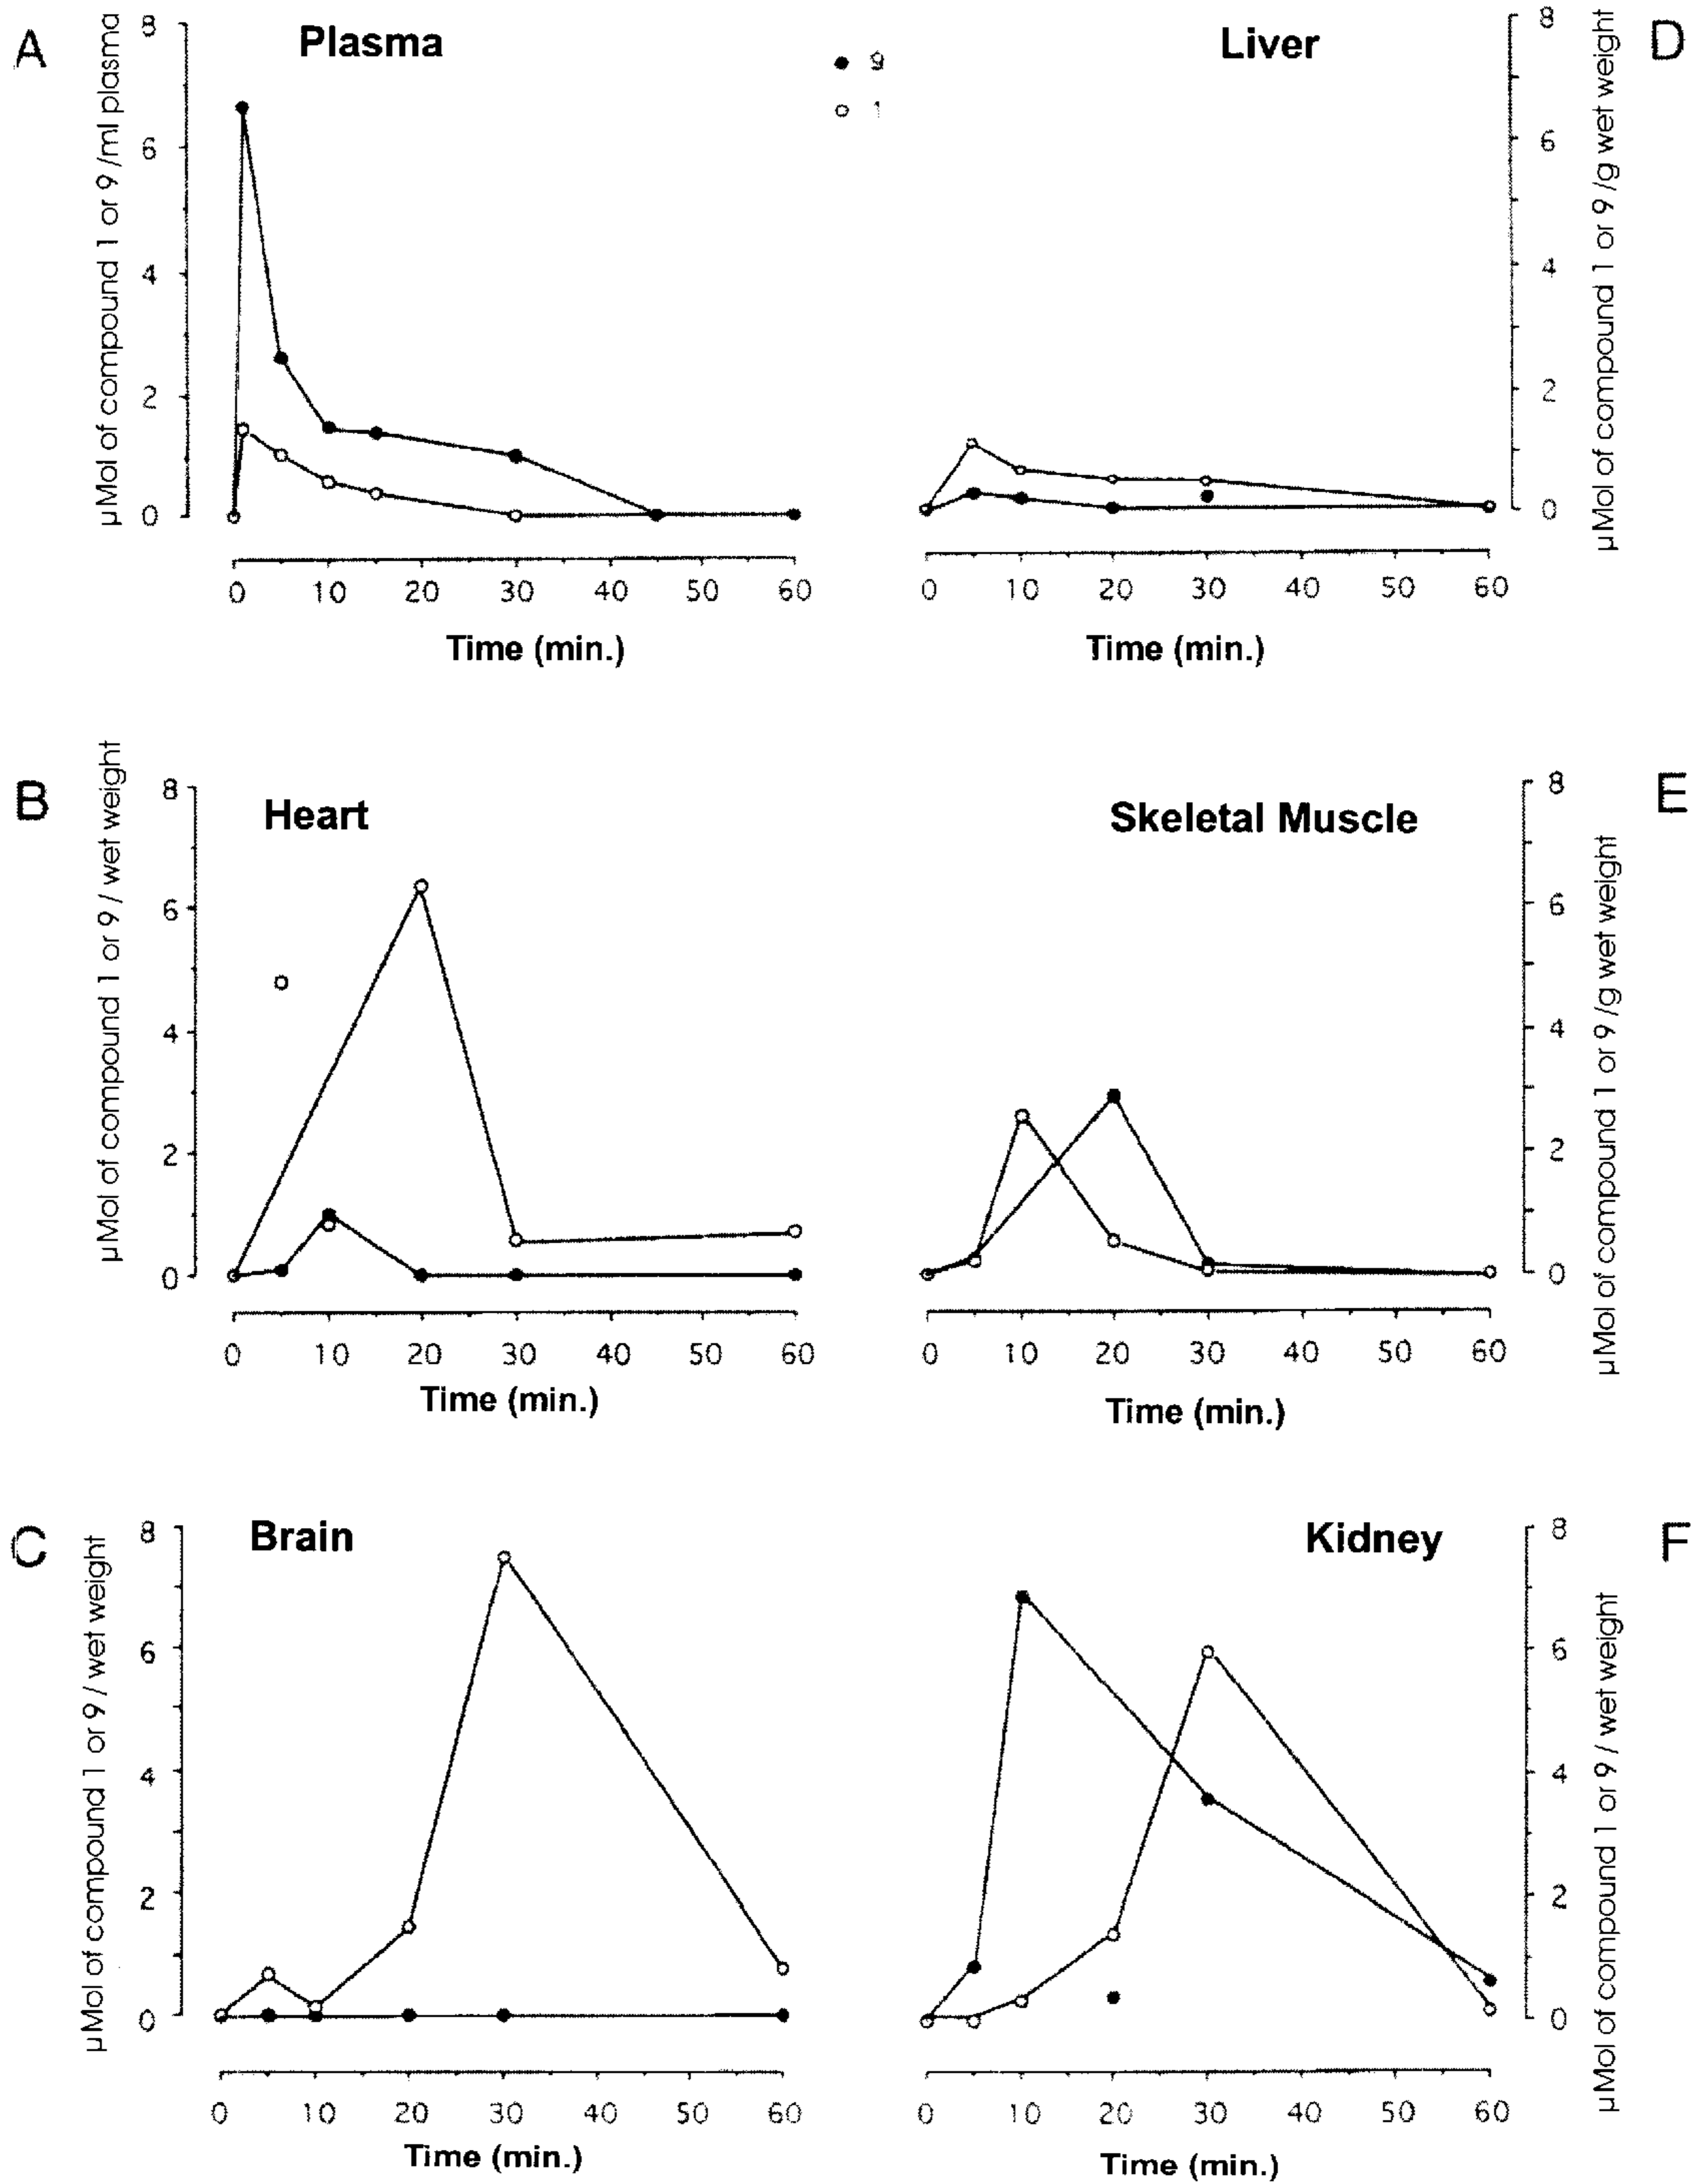 A
Plasma
µMol of compound 1 or 9 /ml plasma
8
6
4
2
0
0 10 20 30 40 50 60
Time (min.)
9
1
Liver
D
µMol of compound 1 or 9 /g wet weight
8
6
4
2
0
0 10 20 30 40 50 60
Time (min.)
B
Heart
µMol of compound 1 or 9 / wet weight
8
6
4
2
0
0 10 20 30 40 50 60
Time (min.)
Skeletal Muscle
E
µMol of compound 1 or 9 /g wet weight
8
6
4
2
0
0 10 20 30 40 50 60
Time (min.)
C
Brain
µMol of compound 1 or 9 / wet weight
8
6
4
2
0
0 10 20 30 40 50 60
Time (min.)
Kidney
F
µMol of compound 1 or 9 / wet weight
8
6
4
2
0
0 10 20 30 40 50 60
Time (min.)